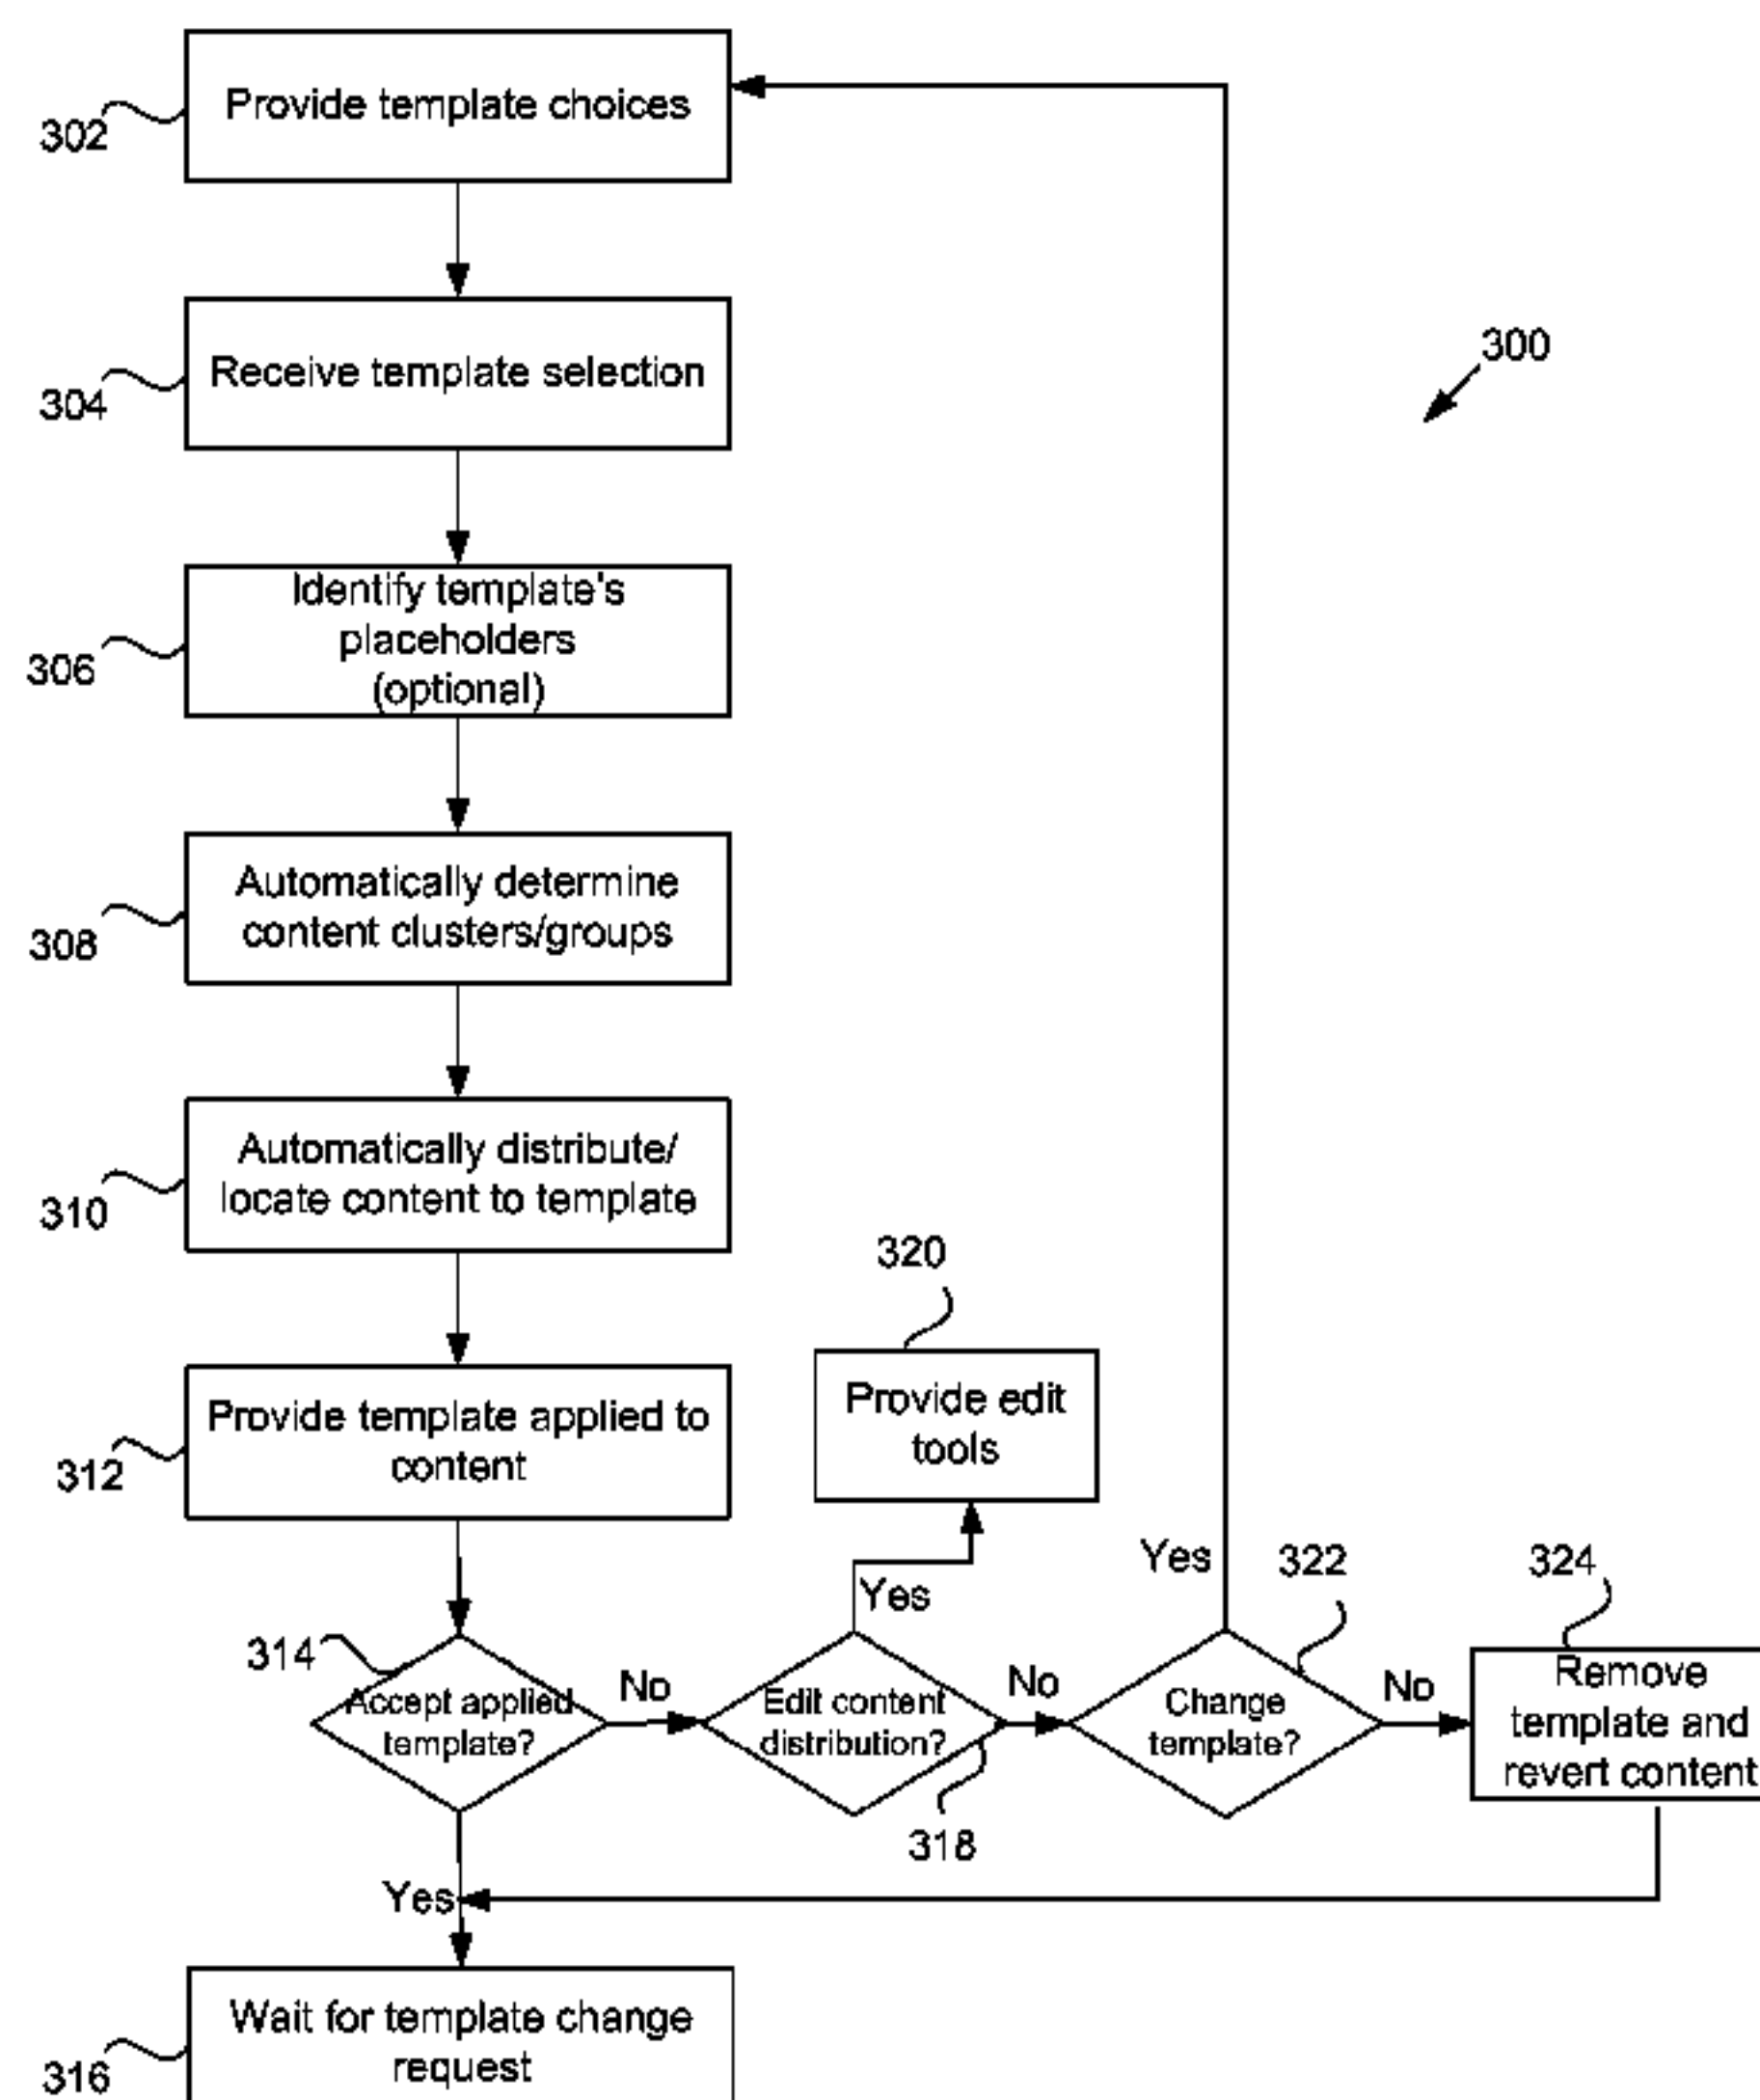 Provide template choices
302
Receive template selection
304
300
Identify template's
placeholders
(optional)
306
Automatically determine
content clusters/groups
308
Automatically distribute/
locate content to template
310
320
Provide edit
tools
Provide template applied to
content
312
Yes
Yes
322
324
314
Accept applied
template?
No
Edit content
distribution?
No
Change
template?
No
Remove
template and
revert content
318
Yes
Wait for template change
request
316